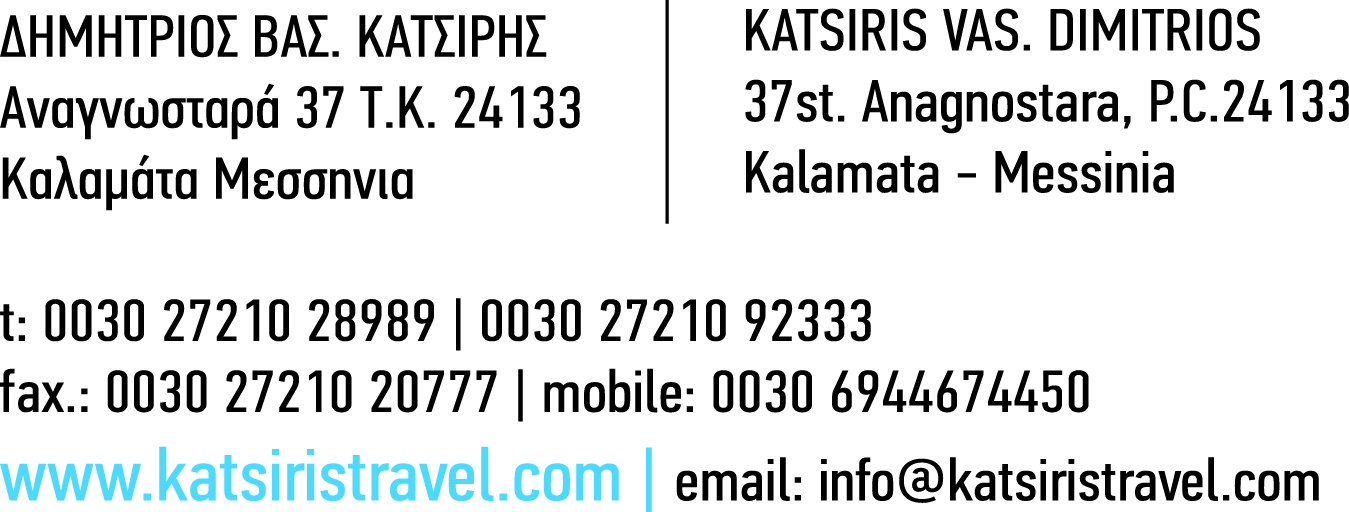 ΔΗΜΗΤΡΙΟΣ ΒΑΣ. ΚΑΤΣΙΡΗΣ
Αναγνωσταρά 37 Τ.Κ. 24133
Καλαμάτα Μεσσηνια
KATSIRIS VAS. DIMITRIOS
37st. Anagnostara, P.C.24133
Kalamata - Messinia
t: 0030 27210 28989 | 0030 27210 92333
fax.: 0030 27210 20777 | mobile: 0030 6944674450
www.katsiristravel.com | email: info@katsiristravel.com